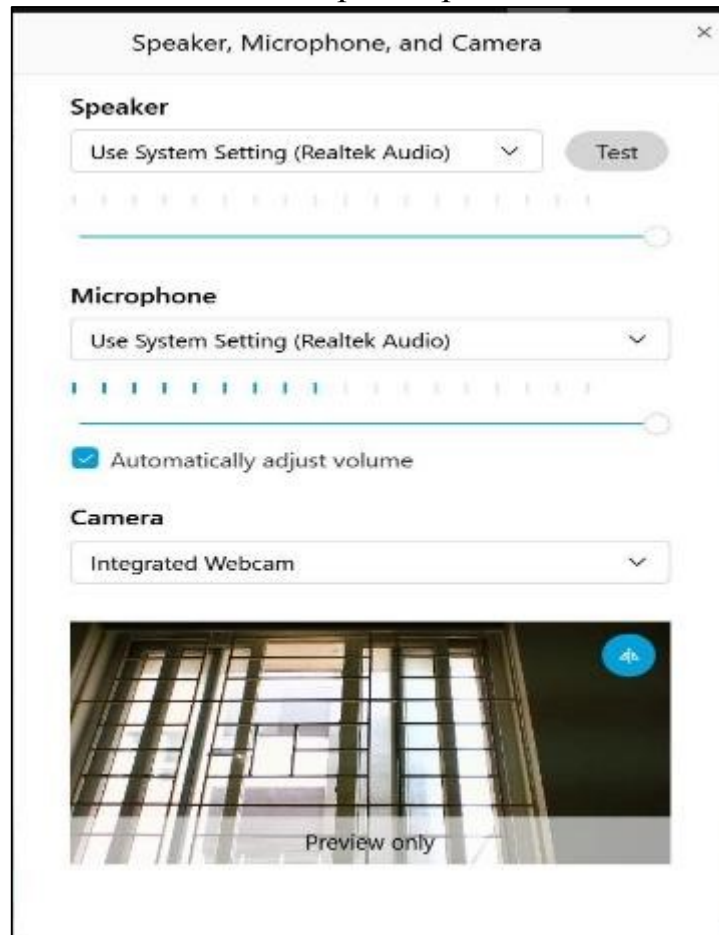 Speaker, Microphone, and Camera
Speaker
Use System Setting (Realtek Audio)
Test
Microphone
Use System Setting (Realtek Audio)
Automatically adjust volume
Camera
Integrated Webcam
Preview only